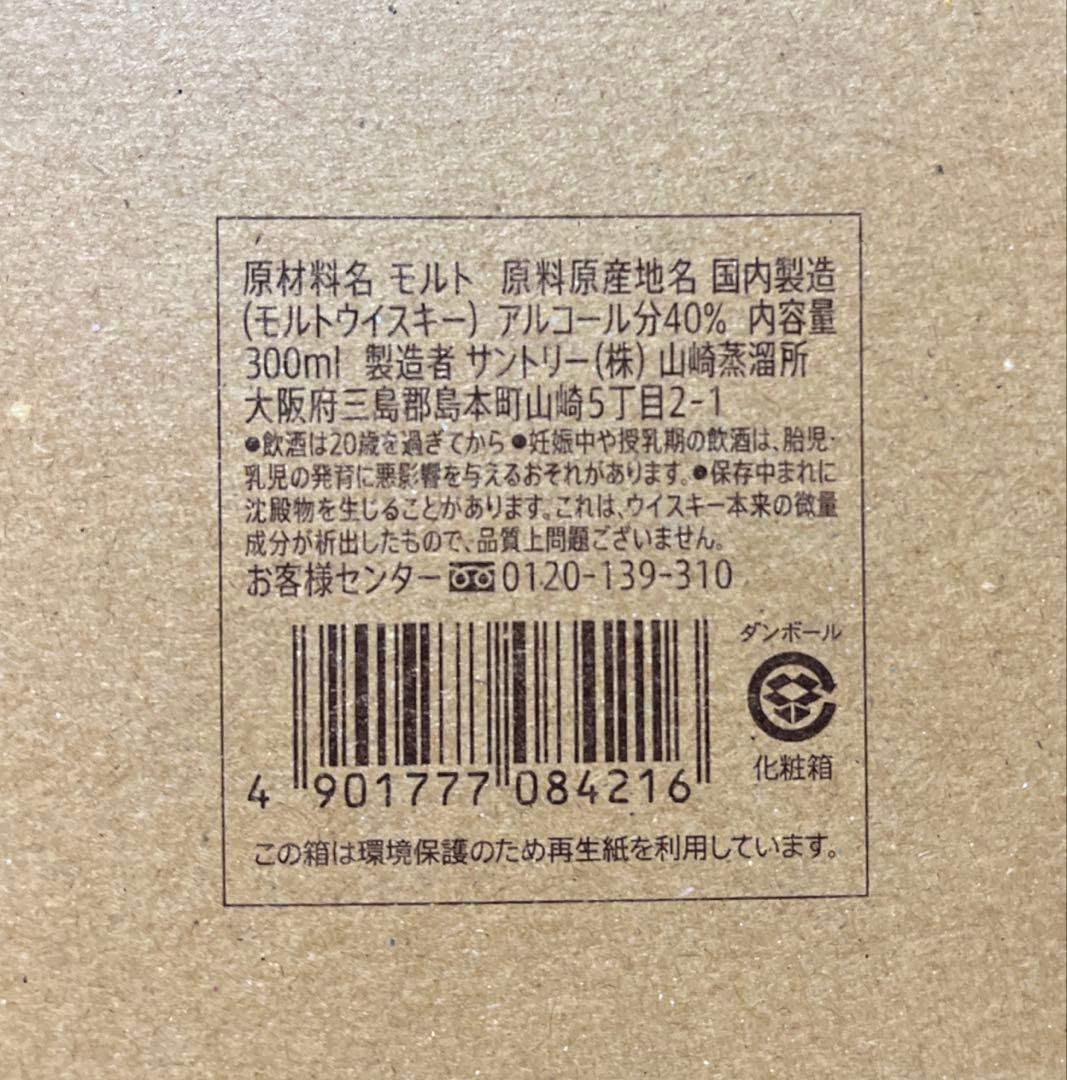 原材料名 モルト 原料原産地名 国内製造
(モルトウイスキー) アルコール分40% 内容量
300ml 製造者 サントリー(株) 山崎蒸溜所
大阪府三島郡島本町山崎5丁目2-1
●飲酒は20歳を過ぎてから●妊娠中や授乳期の飲酒は、胎児・
乳児の発育に悪影響を与えるおそれがあります。●保存中まれに
沈殿物を生じることがあります。これは、ウイスキー本来の微量
成分が析出したもので、品質上問題ございません。
お客様センター 0120-139-310
ダンボール
化粧箱
4 901777 084216
この箱は環境保護のため再生紙を利用しています。